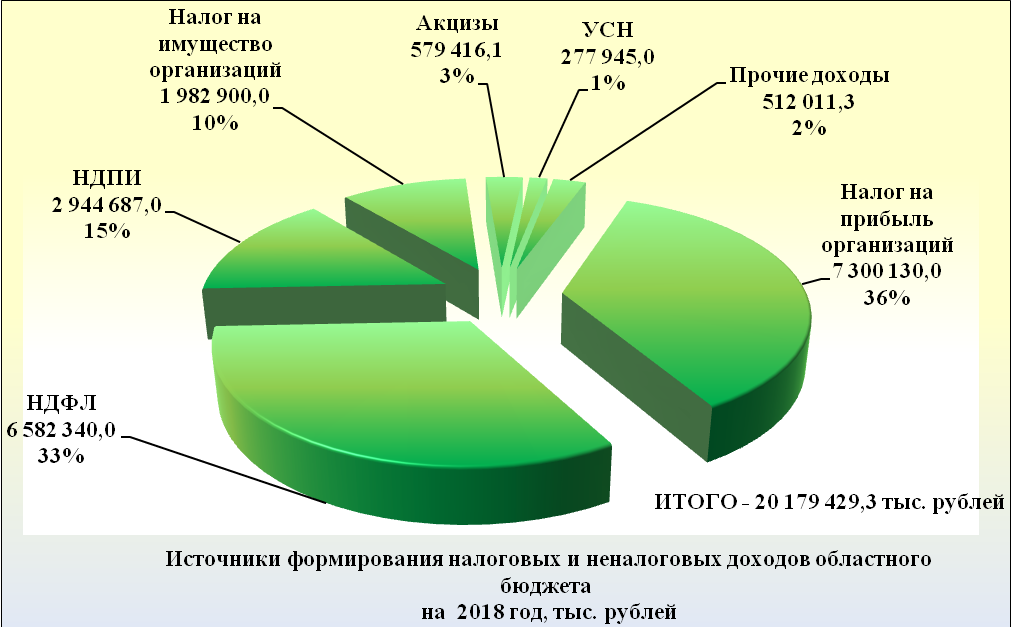 Налог на
имущество
организаций
1 982 900,0
10%
Акцизы
579 416,1
3%
УСН
277 945,0
1%
Прочие доходы
512 011,3
2%
НДПИ
2 944 687,0
15%
Налог на
прибыль
организаций
7 300 130,0
36%
НДФЛ
6 582 340,0
33%
ИТОГО - 20 179 429,3 тыс. рублей
Источники формирования налоговых и неналоговых доходов областного
бюджета
на 2018 год, тыс. рублей